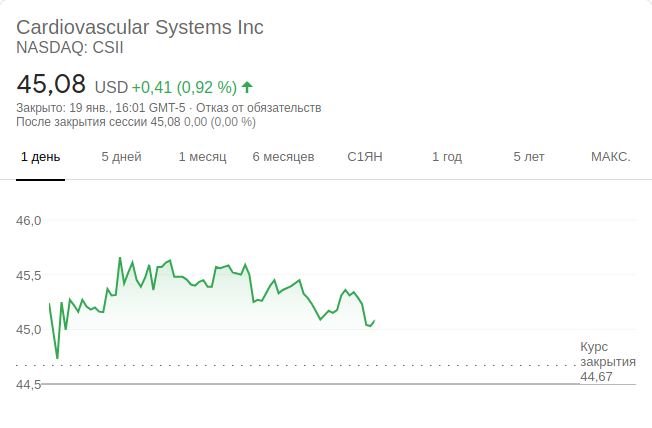 Cardiovascular Systems Inc
NASDAQ: CSII
45,08 USD +0,41 (0,92 %)
Закрыто: 19 янв., 16:01 GMT-5 · Отказ от обязательств
После закрытия сессии 45,08 0,00 (0,00 %)
1 день 5 дней 1 месяц 6 месяцев С1ЯН 1 год 5 лет МАКС.
46,0
45,5
45,0
44,5
Курс
закрытия
44,67